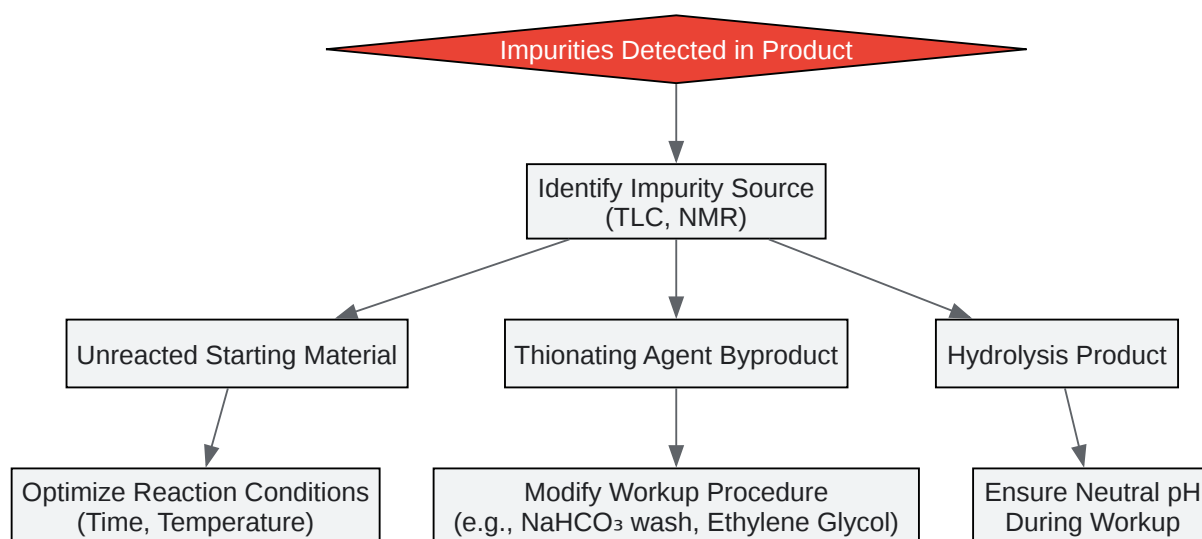 Impurities Detected in Product
Identify Impurity Source
(TLC, NMR)
Unreacted Starting Material
Thionating Agent Byproduct
Hydrolysis Product
Optimize Reaction Conditions
(Time, Temperature)
Modify Workup Procedure
(e.g., NaHCO₃ wash, Ethylene Glycol)
Ensure Neutral pH
During Workup